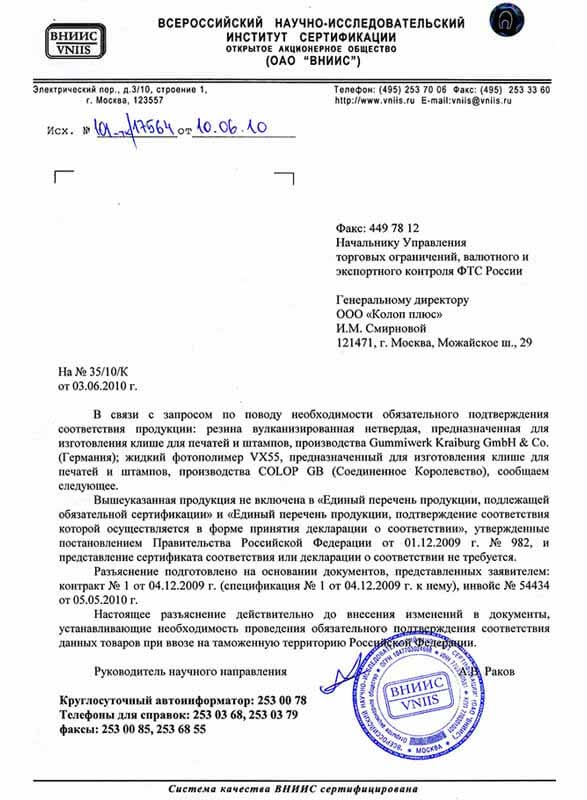 ВНИИС
VNIIS
ВСЕРОССИЙСКИЙ НАУЧНО-ИССЛЕДОВАТЕЛЬСКИЙ
ИНСТИТУТ СЕРТИФИКАЦИИ
ОТКРЫТОЕ АКЦИОНЕРНОЕ ОБЩЕСТВО
(ОАО "ВНИИС")
Электрический пер., д.3/10, строение 1,
г. Москва, 123557
Телефон: (495) 253 70 06 Факс: (495) 253 33 60
http://www.vniis.ru E-mail:vniis@vniis.ru
Исх. № 101-тк/17564 от 10.06.10
Факс: 449 78 12
Начальнику Управления
торговых ограничений, валютного и
экспортного контроля ФТС России
Генеральному директору
ООО «Колоп плюс»
И.М. Смирновой
121471, г. Москва, Можайское ш., 29
На № 35/10/К
от 03.06.2010 г.
В связи с запросом по поводу необходимости обязательного подтверждения
соответствия продукции: резина вулканизированная нетвердая, предназначенная для
изготовления клише для печатей и штампов, производства Gummiwerk Kraiburg GmbH & Co.
(Германия); жидкий фотополимер VX55, предназначенный для изготовления клише для
печатей и штампов, производства COLOP GB (Соединенное Королевство), сообщаем
следующее.
Вышеуказанная продукция не включена в «Единый перечень продукции, подлежащей
обязательной сертификации» и «Единый перечень продукции, подтверждение соответствия
которой осуществляется в форме принятия декларации о соответствии», утвержденные
постановлением Правительства Российской Федерации от 01.12.2009 г. № 982, и
представление сертификата соответствия или декларации о соответствии не требуется.
Разъяснение подготовлено на основании документов, представленных заявителем:
контракт № 1 от 04.12.2009 г. (спецификация № 1 от 04.12.2009 г. к нему), инвойс № 54434
от 05.05.2010 г.
Настоящее разъяснение действительно до внесения изменений в документы,
устанавливающие необходимость проведения обязательного подтверждения соответствия
данных товаров при ввозе на таможенную территорию Российской Федерации.
Руководитель научного направления
А.В. Раков
ВНИИС
VNIIS
МОСКВА
Круглосуточный автоинформатор: 253 00 78
Телефоны для справок: 253 03 68, 253 03 79
факсы: 253 00 85, 253 68 55
Система качества ВНИИС сертифицирована